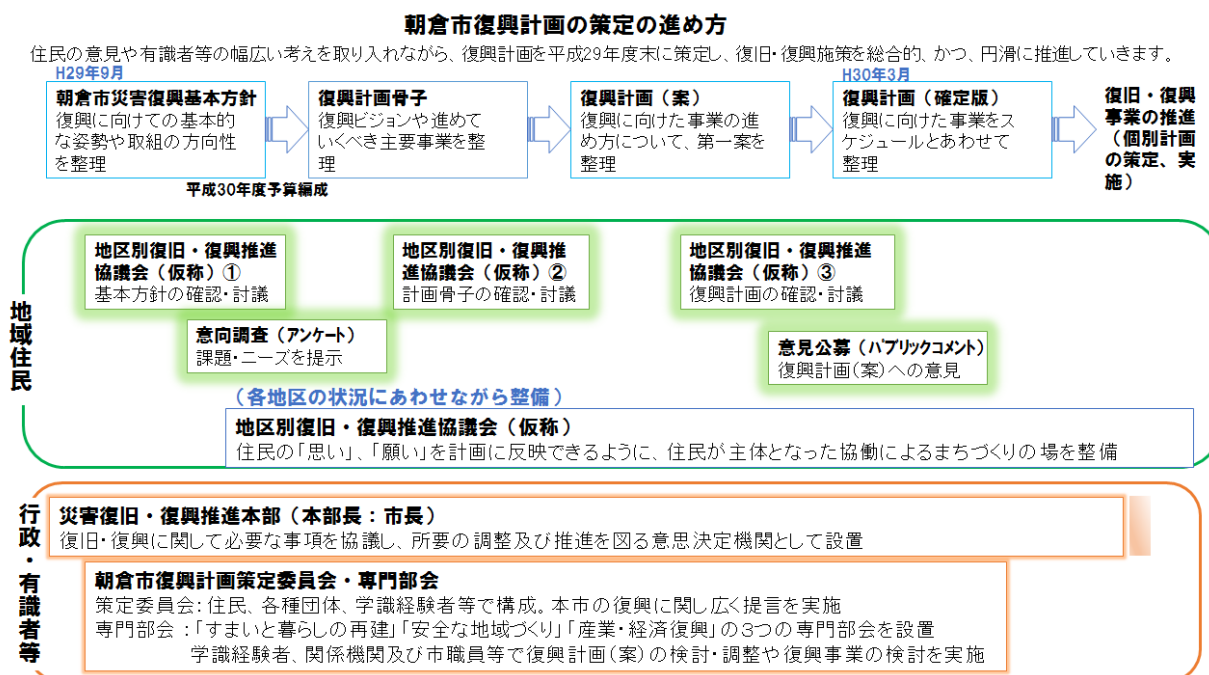 朝倉市復興計画の策定の進め方
住民の意見や有識者等の幅広い考えを取り入れながら、復興計画を平成29年度末に策定し、復旧・復興施策を総合的、かつ、円滑に推進していきます。
H29年9月
朝倉市災害復興基本方針
復興に向けての基本的
な姿勢や取組の方向性
を整理
復興計画骨子
復興ビジョンや進めて
いくべき主要事業を整
理
復興計画（案）
復興に向けた事業の進
め方について、第一案を
整理
H30年3月
復興計画（確定版）
復興に向けた事業をス
ケジュールとあわせて
整理
復旧・復興
事業の推進
（個別計画
の策定、実
施）
平成30年度予算編成
地域住民
地区別復旧・復興推進
協議会（仮称）①
基本方針の確認・討議
地区別復旧・復興推
進協議会（仮称）②
計画骨子の確認・討議
地区別復旧・復興推進
協議会（仮称）③
復興計画の確認・討議
意向調査（アンケート）
課題・ニーズを提示
意見公募（パブリックコメント）
復興計画（案）への意見
（各地区の状況にあわせながら整備）
地区別復旧・復興推進協議会（仮称）
住民の「思い」、「願い」を計画に反映できるように、住民が主体となった協働によるまちづくりの場を整備
行政・有識者等
災害復旧・復興推進本部（本部長：市長）
復旧・復興に関して必要な事項を協議し、所要の調整及び推進を図る意思決定機関として設置
朝倉市復興計画策定委員会・専門部会
策定委員会：住民、各種団体、学識経験者等で構成。本市の復興に関し広く提言を実施
専門部会：「すまいと暮らしの再建」「安全な地域づくり」「産業・経済復興」の３つの専門部会を設置
学識経験者、関係機関及び市職員等で復興計画（案）の検討・調整や復興事業の検討を実施